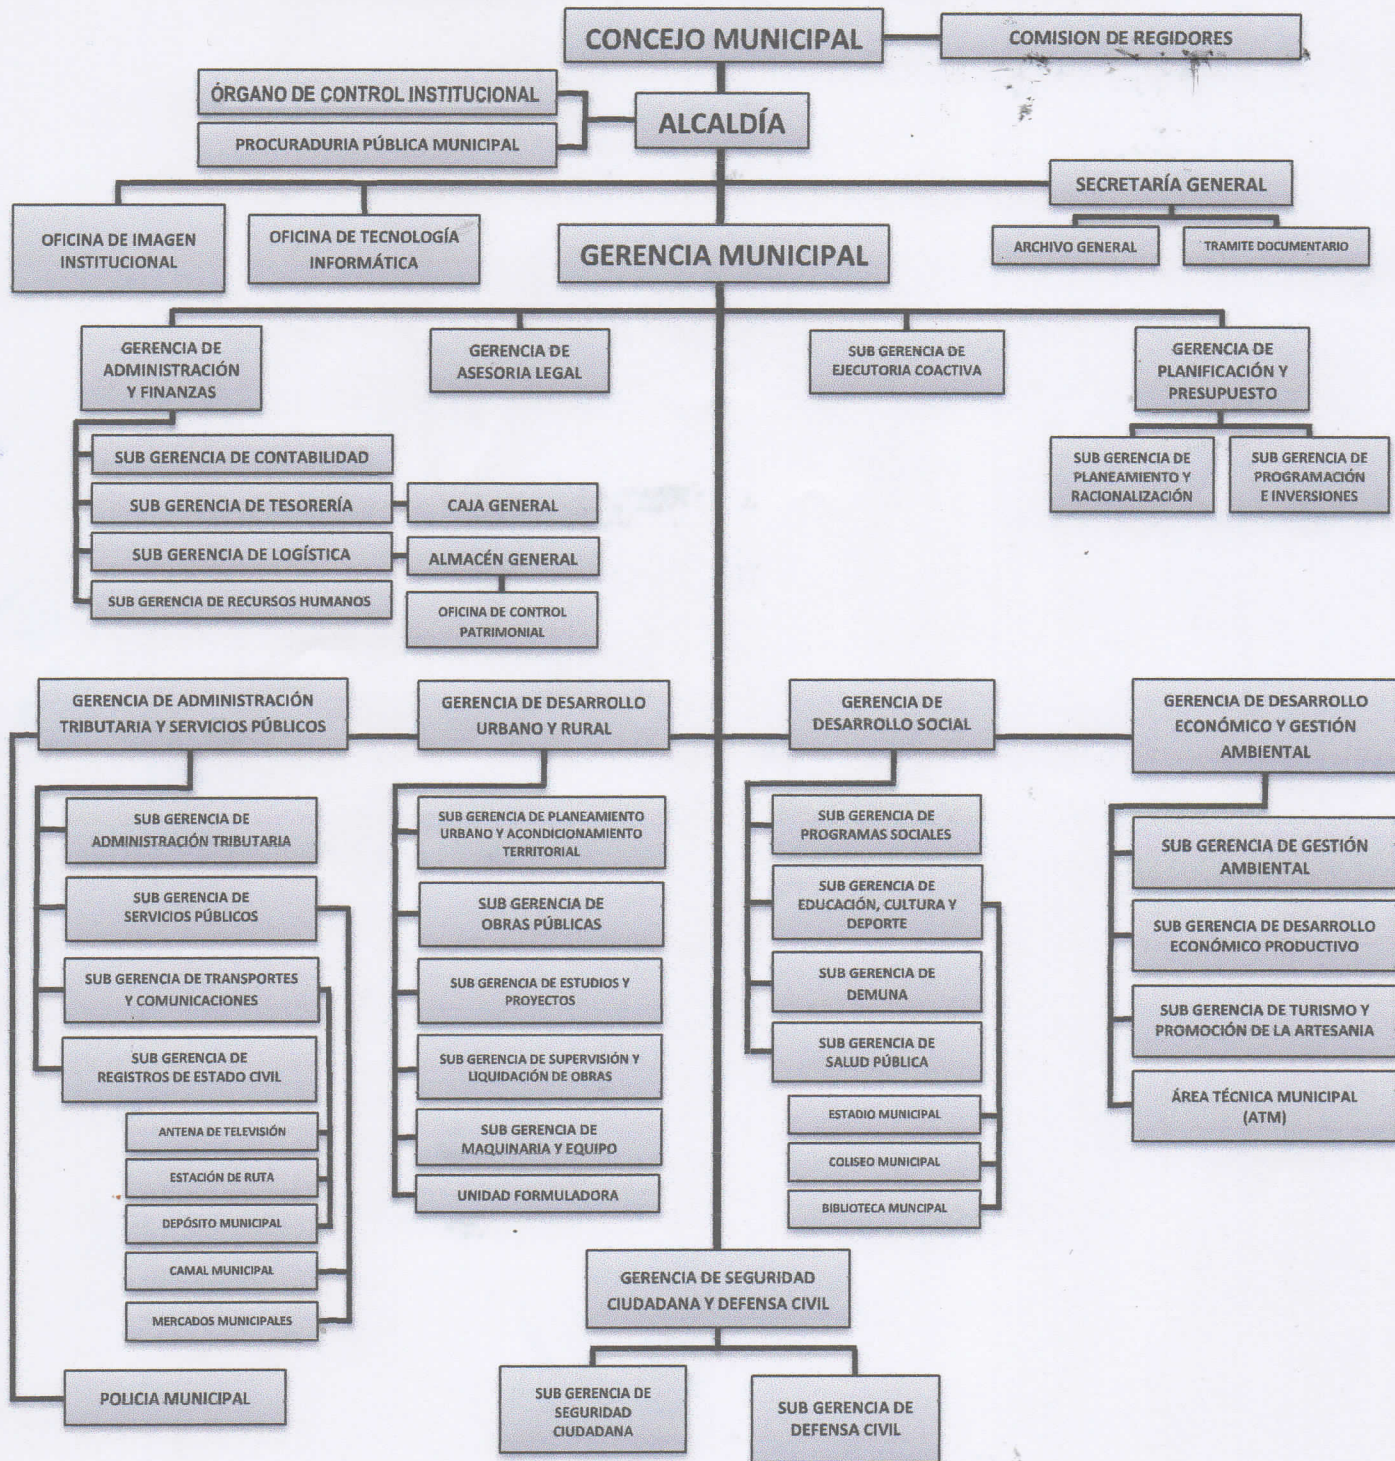 CONCEJO MUNICIPAL
COMISION DE REGIDORES
ÓRGANO DE CONTROL INSTITUCIONAL
PROCURADURIA PÚBLICA MUNICIPAL
ALCALDÍA
SECRETARÍA GENERAL
ARCHIVO GENERAL
TRAMITE DOCUMENTARIO
OFICINA DE IMAGEN
INSTITUCIONAL
OFICINA DE TECNOLOGÍA
INFORMÁTICA
GERENCIA MUNICIPAL
GERENCIA DE
ADMINISTRACIÓN
Y FINANZAS
GERENCIA DE
ASESORIA LEGAL
SUB GERENCIA DE
EJECUTORIA COACTIVA
GERENCIA DE
PLANIFICACIÓN Y
PRESUPUESTO
SUB GERENCIA DE
PLANEAMIENTO Y
RACIONALIZACIÓN
SUB GERENCIA DE
PROGRAMACIÓN
E INVERSIONES
SUB GERENCIA DE CONTABILIDAD
SUB GERENCIA DE TESORERÍA
CAJA GENERAL
SUB GERENCIA DE LOGÍSTICA
ALMACÉN GENERAL
SUB GERENCIA DE RECURSOS HUMANOS
OFICINA DE CONTROL
PATRIMONIAL
GERENCIA DE ADMINISTRACIÓN
TRIBUTARIA Y SERVICIOS PÚBLICOS
GERENCIA DE DESARROLLO
URBANO Y RURAL
GERENCIA DE
DESARROLLO SOCIAL
GERENCIA DE DESARROLLO
ECONÓMICO Y GESTIÓN
AMBIENTAL
SUB GERENCIA DE
ADMINISTRACIÓN TRIBUTARIA
SUB GERENCIA DE
SERVICIOS PÚBLICOS
SUB GERENCIA DE TRANSPORTES
Y COMUNICACIONES
SUB GERENCIA DE
REGISTROS DE ESTADO CIVIL
ANTENA DE TELEVISIÓN
ESTACIÓN DE RUTA
DEPÓSITO MUNICIPAL
CAMAL MUNICIPAL
MERCADOS MUNICIPALES
POLICIA MUNICIPAL
SUB GERENCIA DE PLANEAMIENTO
URBANO Y ACONDICIONAMIENTO
TERRITORIAL
SUB GERENCIA DE
OBRAS PÚBLICAS
SUB GERENCIA DE ESTUDIOS Y
PROYECTOS
SUB GERENCIA DE SUPERVISIÓN Y
LIQUIDACIÓN DE OBRAS
SUB GERENCIA DE
MAQUINARIA Y EQUIPO
UNIDAD FORMULADORA
SUB GERENCIA DE
PROGRAMAS SOCIALES
SUB GERENCIA DE
EDUCACIÓN, CULTURA Y
DEPORTE
SUB GERENCIA DE
DEMUNA
SUB GERENCIA DE
SALUD PÚBLICA
ESTADIO MUNICIPAL
COLISEO MUNICIPAL
BIBLIOTECA MUNCIPAL
SUB GERENCIA DE GESTIÓN
AMBIENTAL
SUB GERENCIA DE DESARROLLO
ECONÓMICO PRODUCTIVO
SUB GERENCIA DE TURISMO Y
PROMOCIÓN DE LA ARTESANIA
ÁREA TÉCNICA MUNICIPAL
(ATM)
GERENCIA DE SEGURIDAD
CIUDADANA Y DEFENSA CIVIL
SUB GERENCIA DE
SEGURIDAD
CIUDADANA
SUB GERENCIA DE
DEFENSA CIVIL